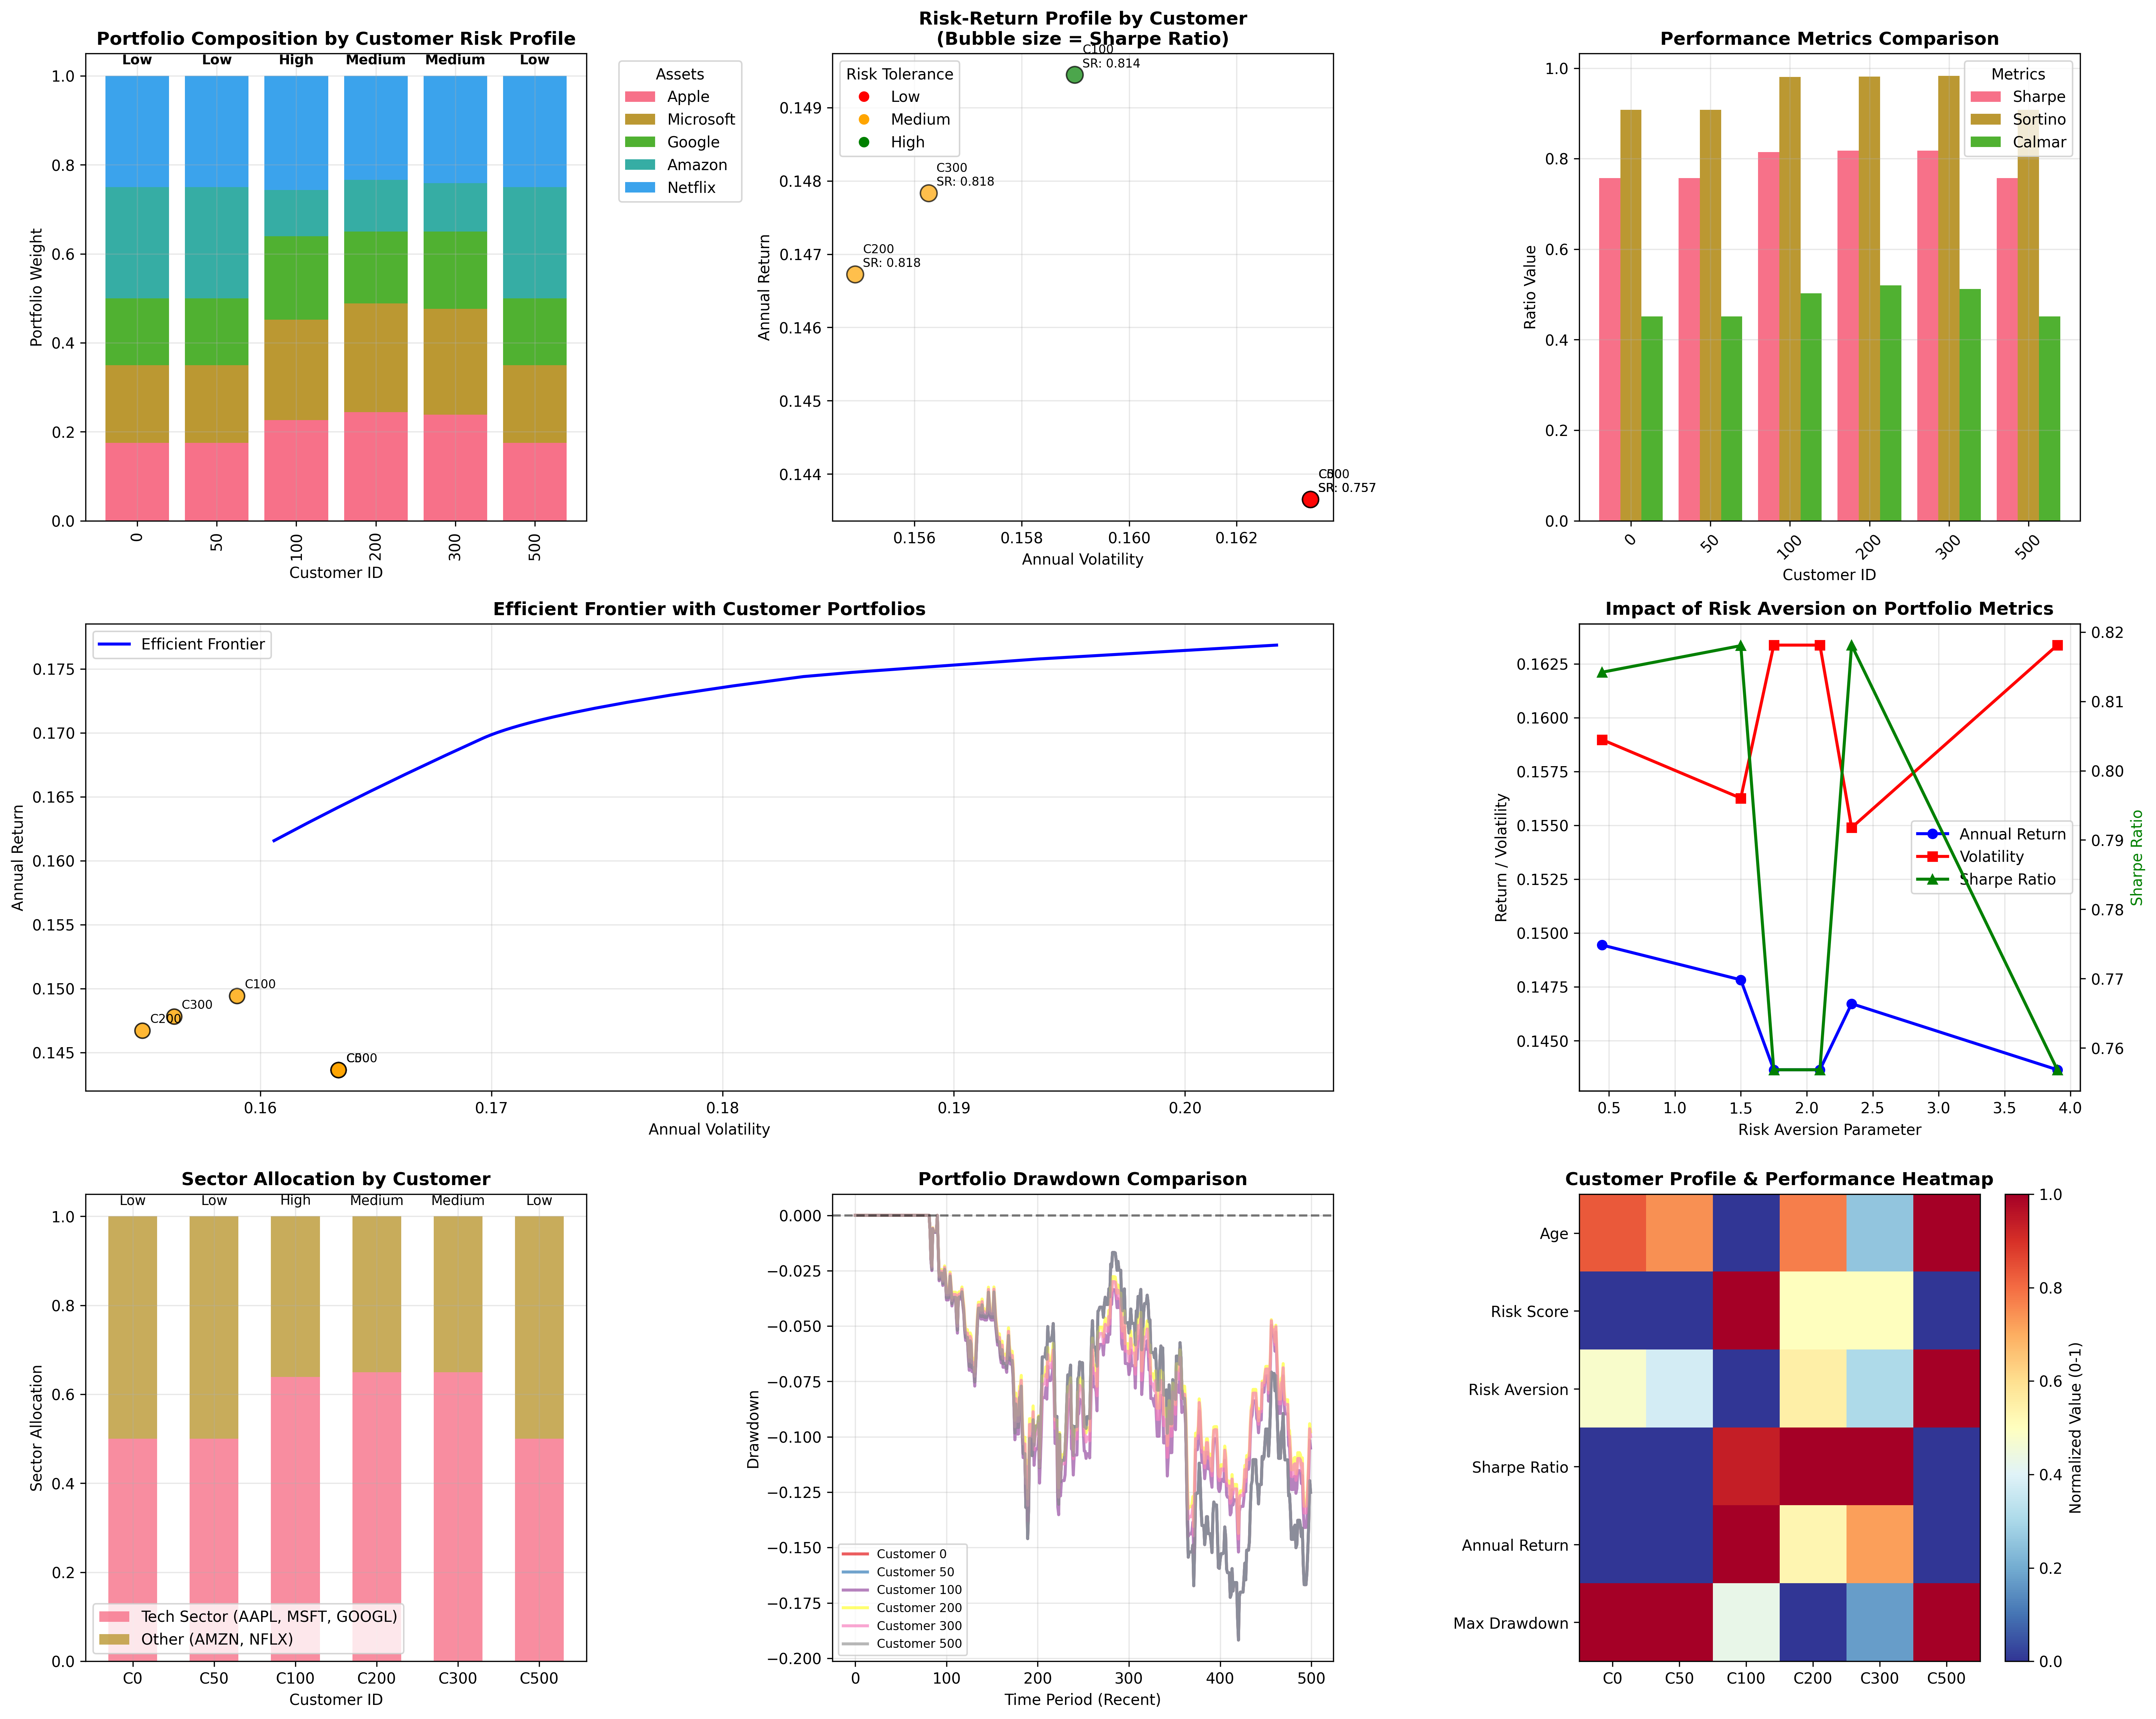 Portfolio Composition by Customer Risk Profile
Low Low High Medium Medium Low
1.0
0.8
0.6
0.4
0.2
0.0
Portfolio Weight
0 50 100 200 300 500
Customer ID
Assets
Apple
Microsoft
Google
Amazon
Netflix
Risk-Return Profile by Customer
(Bubble size = Sharpe Ratio)
C100
SR: 0.814
Risk Tolerance
Low
Medium
High
C300
SR: 0.818
C200
SR: 0.818
SR: 0.757
0.149
0.148
0.147
0.146
0.145
0.144
Annual Return
0.156 0.158 0.160 0.162
Annual Volatility
Performance Metrics Comparison
Metrics
Sharpe
Sortino
Calmar
1.0
0.8
0.6
0.4
0.2
0.0
Ratio Value
0 50 100 200 300 500
Customer ID
Efficient Frontier with Customer Portfolios
Efficient Frontier
0.175
0.170
0.165
0.160
0.155
0.150
0.145
Annual Return
C100
C300
C200
0.16 0.17 0.18 0.19 0.20
Annual Volatility
Impact of Risk Aversion on Portfolio Metrics
0.1625
0.1600
0.1575
0.1550
0.1525
0.1500
0.1475
0.1450
Return / Volatility
Annual Return
Volatility
Sharpe Ratio
0.82
0.81
0.80
0.79
0.78
0.77
0.76
Sharpe Ratio
0.5 1.0 1.5 2.0 2.5 3.0 3.5 4.0
Risk Aversion Parameter
Sector Allocation by Customer
Low Low High Medium Medium Low
1.0
0.8
0.6
0.4
0.2
0.0
Sector Allocation
Tech Sector (AAPL, MSFT, GOOGL)
Other (AMZN, NFLX)
C0 C50 C100 C200 C300 C500
Customer ID
Portfolio Drawdown Comparison
0.000
−0.025
−0.050
−0.075
−0.100
−0.125
−0.150
−0.175
−0.200
Drawdown
Customer 0
Customer 50
Customer 100
Customer 200
Customer 300
Customer 500
0 100 200 300 400 500
Time Period (Recent)
Customer Profile & Performance Heatmap
Age
Risk Score
Risk Aversion
Sharpe Ratio
Annual Return
Max Drawdown
C0 C50 C100 C200 C300 C500
1.0
0.8
0.6
0.4
0.2
0.0
Normalized Value (0-1)